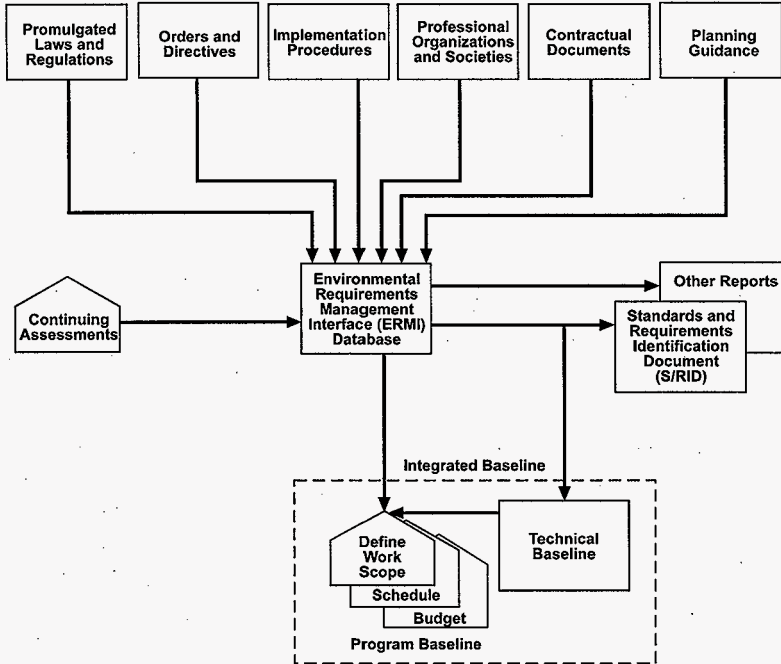 Promulgated
Laws and
Regulations
Orders and
Directives
Implementation
Procedures
Professional
Organizations
and Societies
Contractual
Documents
Planning
Guidance
Continuing
Assessments
Environmental
Requirements
Management
Interface (ERMI)
Database
Other Reports
Standards and
Requirements
Identification
Document
(S/RID)
Integrated Baseline
Define
Work
Scope
Schedule
Budget
Technical
Baseline
Program Baseline